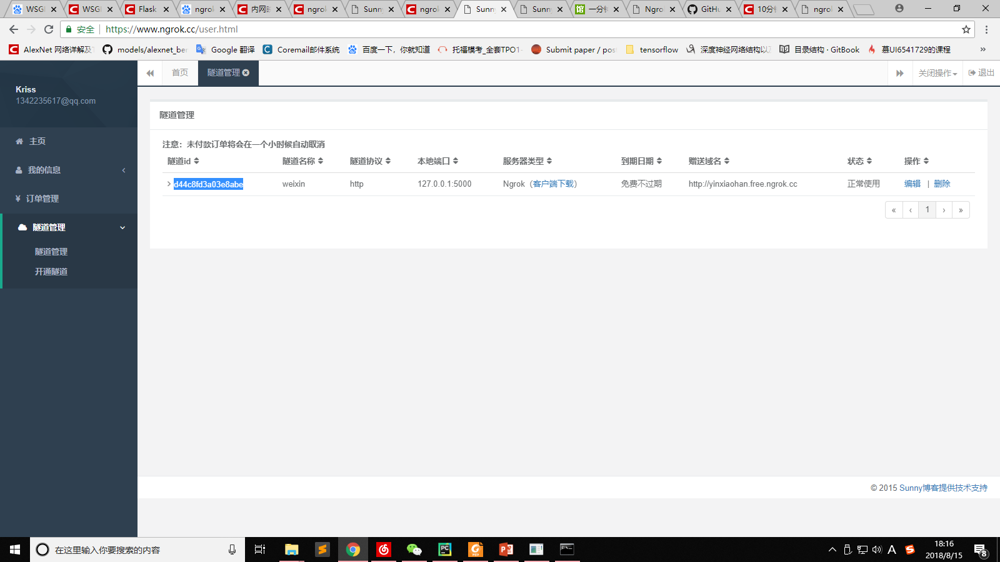 WSG
WSG
Flask
ngrok
内网
ngrok
Sunny
ngrok
Sunny
Sunny
一分
Ngro
GitHu
10分
ngrok
安全 | https://www.ngrok.cc/user.html
AlexNet 网络详解及 models/alexnet_ber Google 翻译 Coremail邮件系统 百度一下，你就知道 托福模考_全套TPO1- Submit paper / pos tensorflow 深度神经网络结构以 目录结构 · GitBook 慕UI6541729的课程 »
Kriss
1342235617@qq.com
主页
我的信息
¥ 订单管理
隧道管理
隧道管理
开通隧道
首页 隧道管理 关闭操作 退出
隧道管理
注意：未付款订单将会在一个小时候自动取消
隧道id 隧道名称 隧道协议 本地端口 服务器类型 到期日期 赠送域名 状态 操作
d44c8fd3a03e8abe weixin http 127.0.0.1:5000 Ngrok（客户端下载） 免费不过期 http://yinxiaohan.free.ngrok.cc 正常使用 编辑 | 删除
« ‹ 1 › »
© 2015 Sunny博客提供技术支持
在这里输入你要搜索的内容
A
18:16
2018/8/15
8